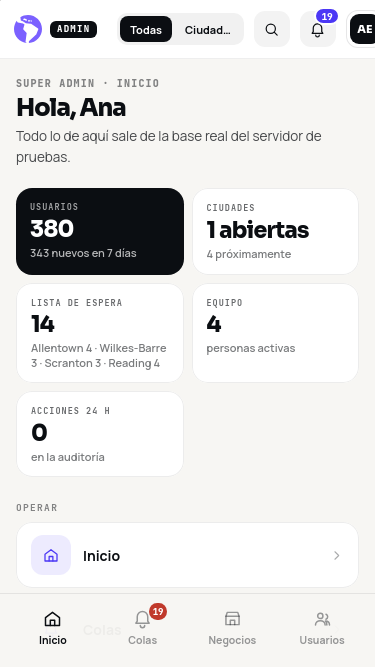 ADMIN
Todas
Ciudad...
19
AE
SUPER ADMIN · INICIO
Hola, Ana
Todo lo de aquí sale de la base real del servidor de
pruebas.
USUARIOS
380
343 nuevos en 7 días
CIUDADES
1 abiertas
4 próximamente
LISTA DE ESPERA
14
Allentown 4 · Wilkes-Barre
3 · Scranton 3 · Reading 4
EQUIPO
4
personas activas
ACCIONES 24 H
0
en la auditoría
OPERAR
Inicio
Colas
19
Inicio
Colas
Negocios
Usuarios